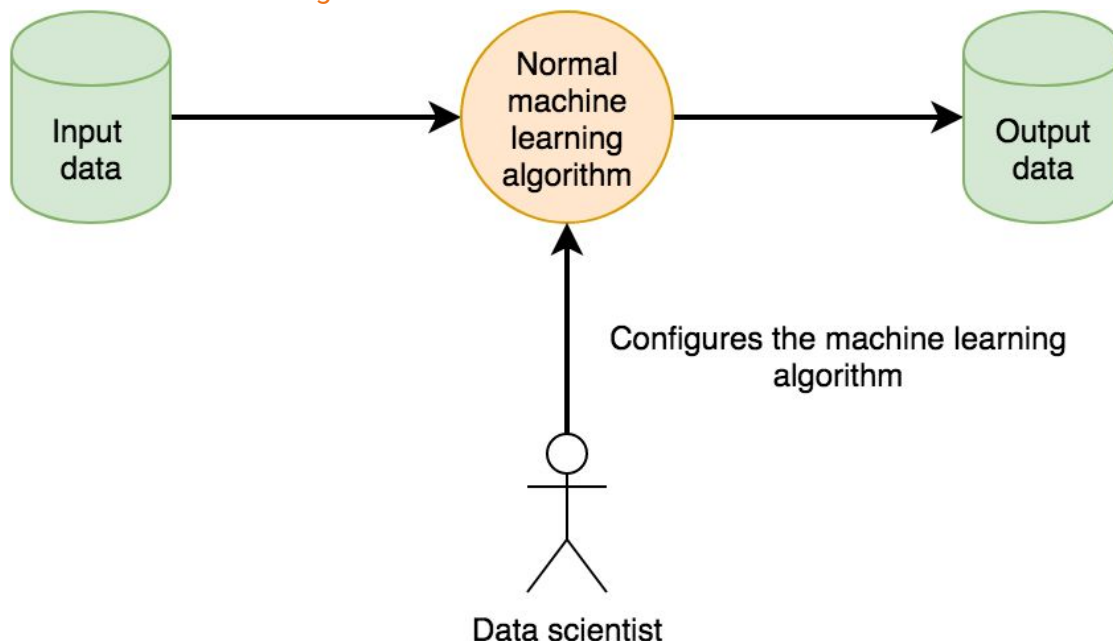 Input
data
Normal
machine
learning
algorithm
Output
data
Configures the machine learning
algorithm
Data scientist